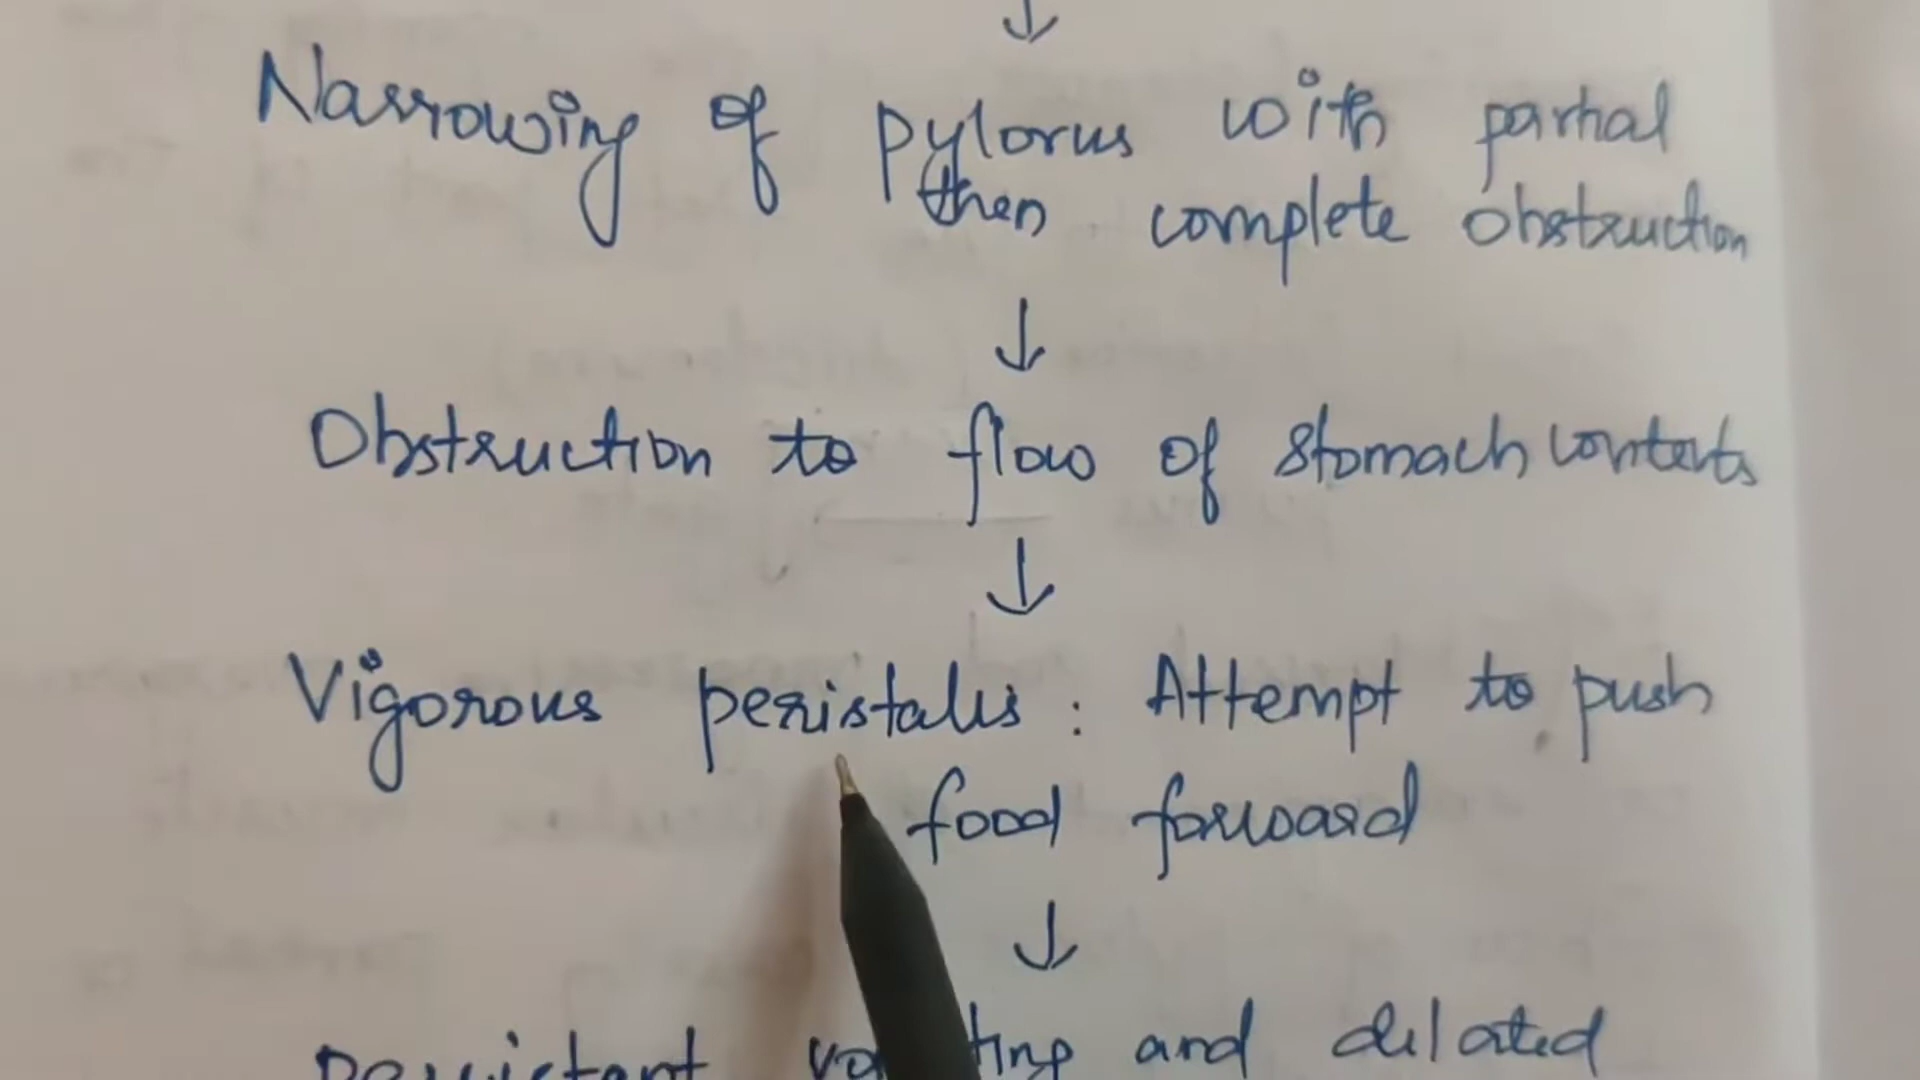 ↓
Narrowing of pylorus with partial
then complete obstruction
↓
Obstruction to flow of stomach contents
↓
Vigorous peristalis : Attempt to push
food forward
↓
and dilated